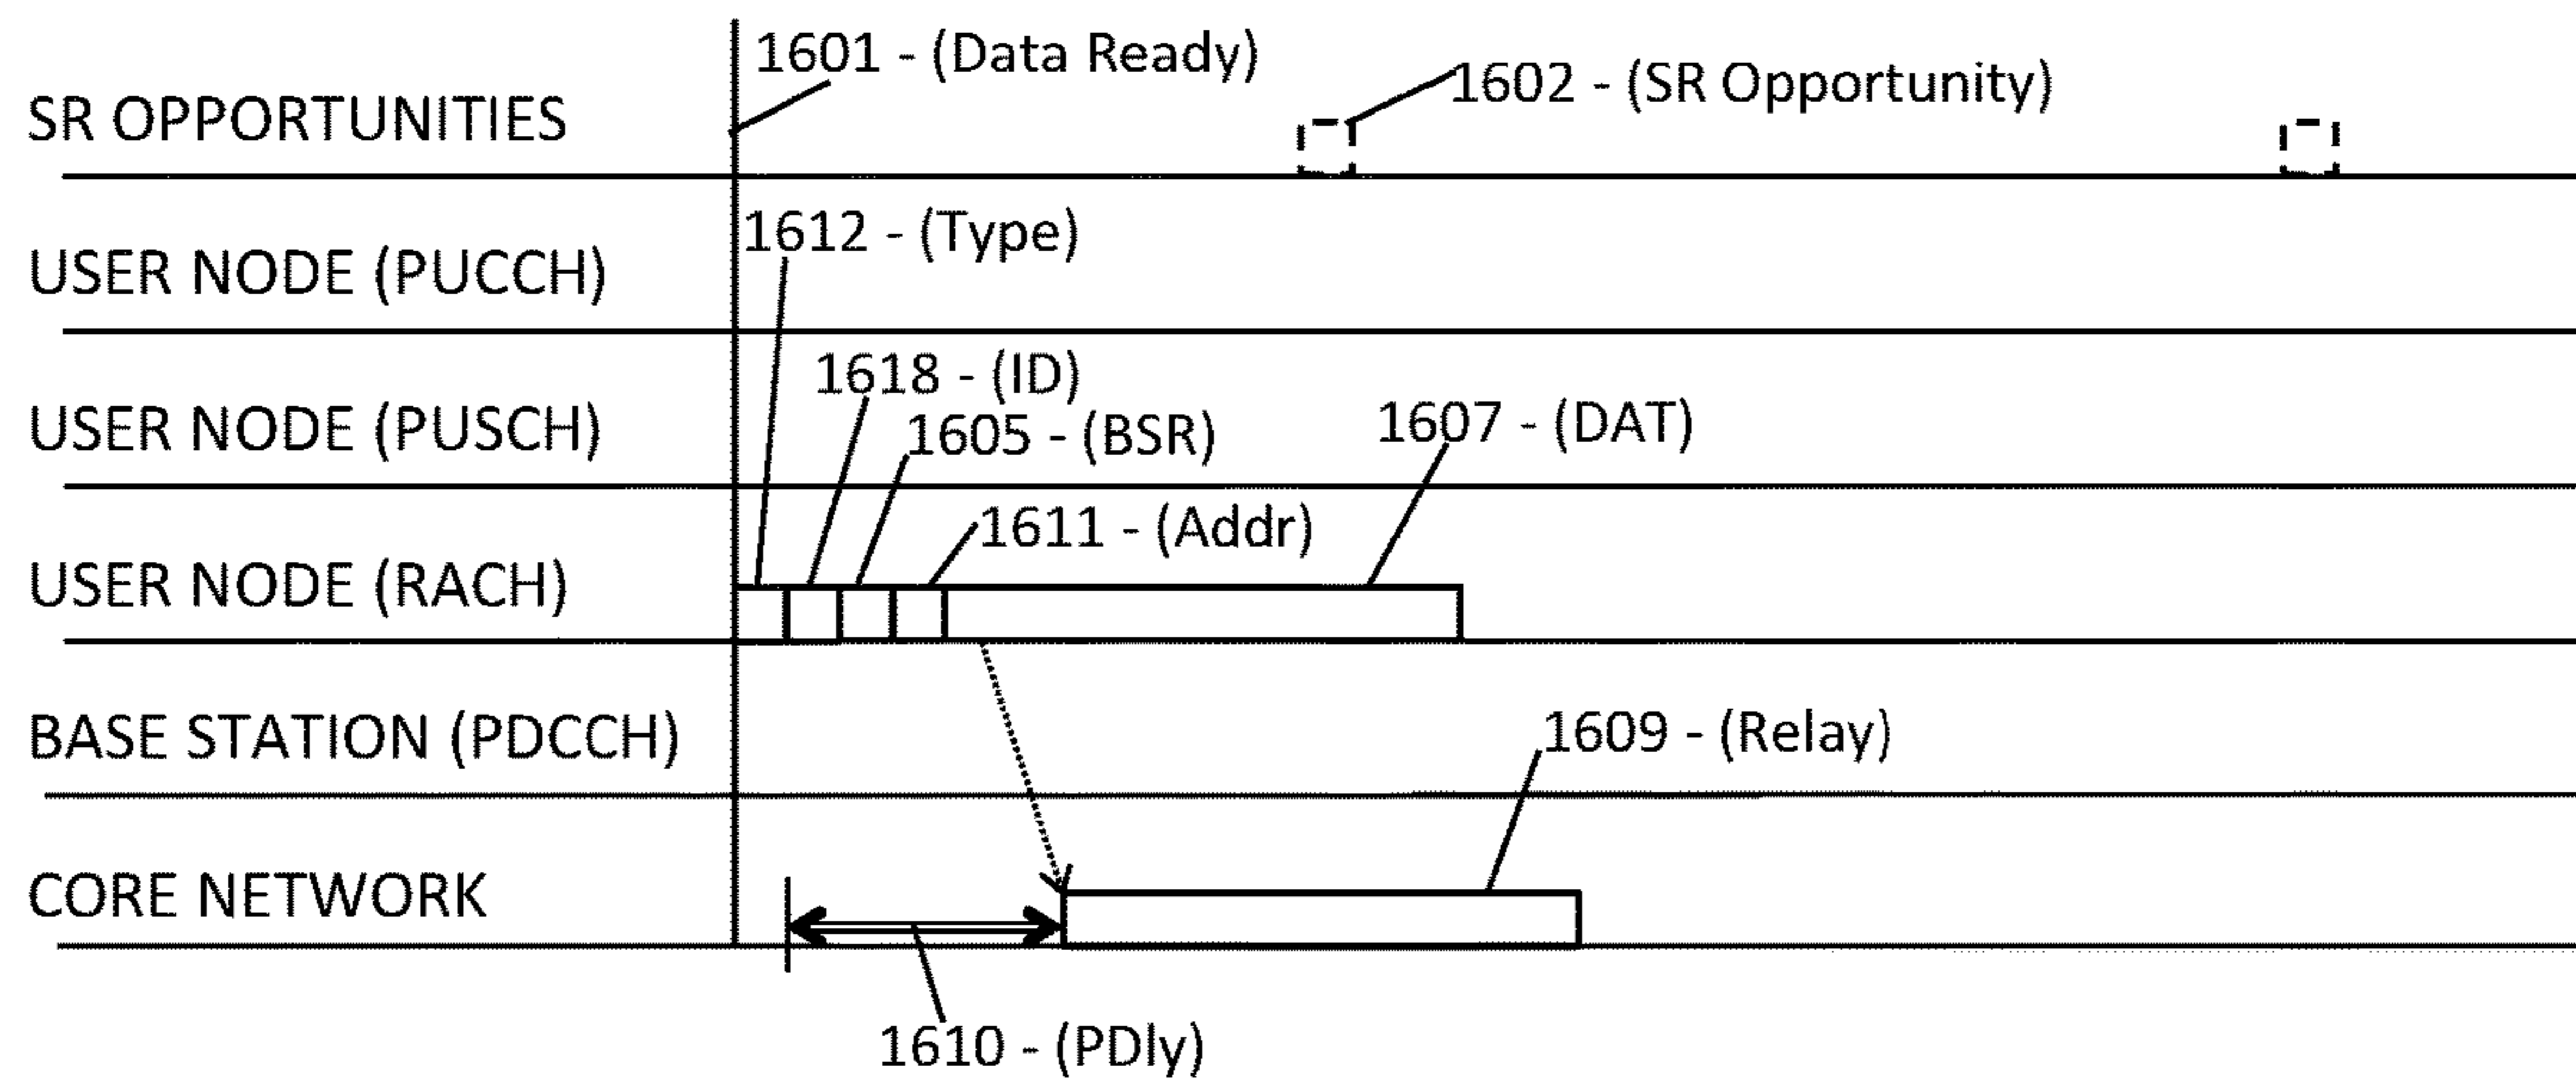 1601 - (Data Ready)
1602 - (SR Opportunity)
SR OPPORTUNITIES
1612 - (Type)
USER NODE (PUCCH)
1618 - (ID)
1605 - (BSR)
1607 - (DAT)
USER NODE (PUSCH)
1611 - (Addr)
USER NODE (RACH)
1609 - (Relay)
BASE STATION (PDCCH)
CORE NETWORK
1610 - (PDly)